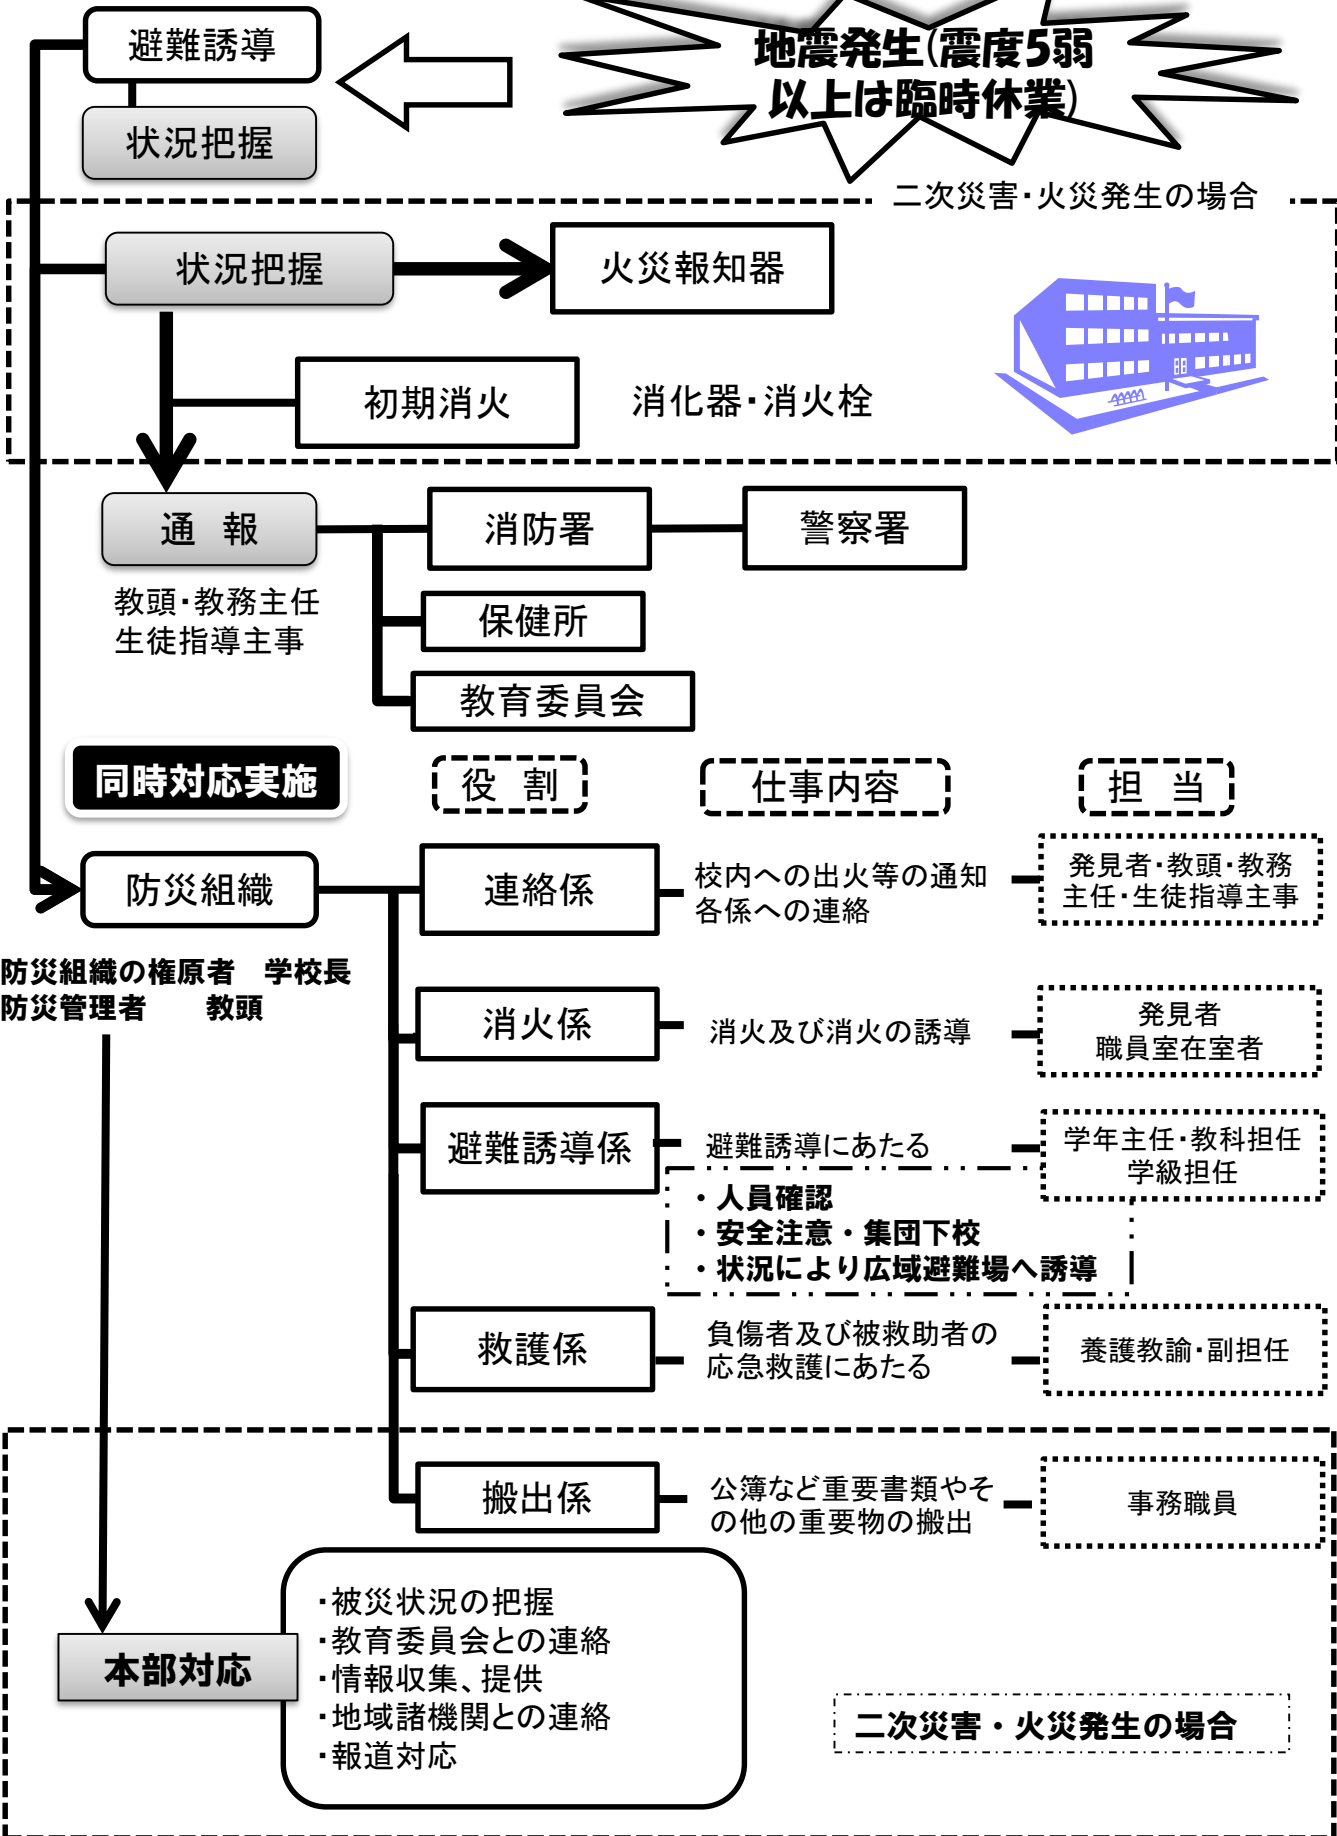 地震発生(震度5弱
以上は臨時休業)
避難誘導
状況把握
二次災害・火災発生の場合
状況把握
火災報知器
初期消火
消化器・消火栓
通　報
消防署
警察署
教頭・教務主任
生徒指導主事
保健所
教育委員会
同時対応実施
役　割
仕事内容
担　当
防災組織
連絡係
校内への出火等の通知
各係への連絡
発見者・教頭・教務
主任・生徒指導主事
防災組織の権原者　学校長
防災管理者　　教頭
消火係
消火及び消火の誘導
発見者
職員室在室者
避難誘導係
避難誘導にあたる
学年主任・教科担任
学級担任
・人員確認
・安全注意・集団下校
・状況により広域避難場へ誘導
救護係
負傷者及び被救助者の
応急救護にあたる
養護教諭・副担任
搬出係
公簿など重要書類やそ
の他の重要物の搬出
事務職員
本部対応
・被災状況の把握
・教育委員会との連絡
・情報収集、提供
・地域諸機関との連絡
・報道対応
二次災害・火災発生の場合